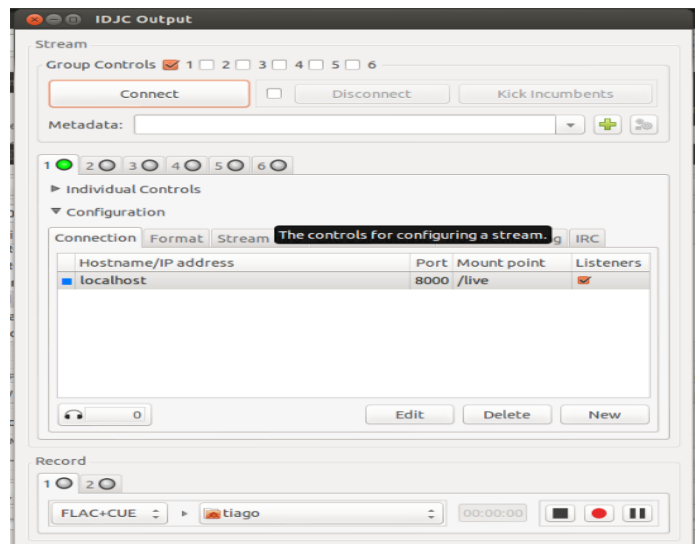 IDJC Output
Stream
Group Controls 1 2 3 4 5 6
Connect Disconnect Kick Incumbents
Metadata:
1 2 3 4 5 6
Individual Controls
Configuration
Connection Format Stream The controls for configuring a stream. g IRC
Hostname/IP address Port Mount point Listeners
localhost 8000 /live
0 Edit Delete New
Record
1 2
FLAC+CUE tiago 00:00:00